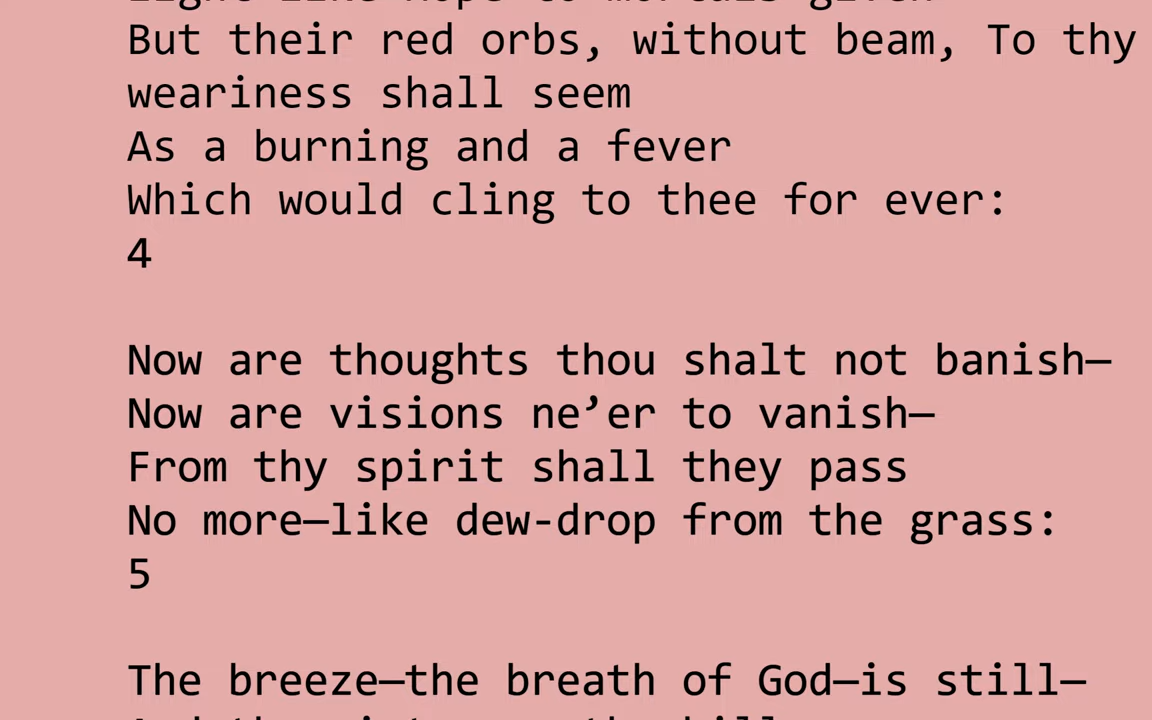 But their red orbs, without beam, To thy
weariness shall seem
As a burning and a fever
Which would cling to thee for ever:
4
Now are thoughts thou shalt not banish—
Now are visions ne’er to vanish—
From thy spirit shall they pass
No more—like dew-drop from the grass:
5
The breeze—the breath of God—is still—